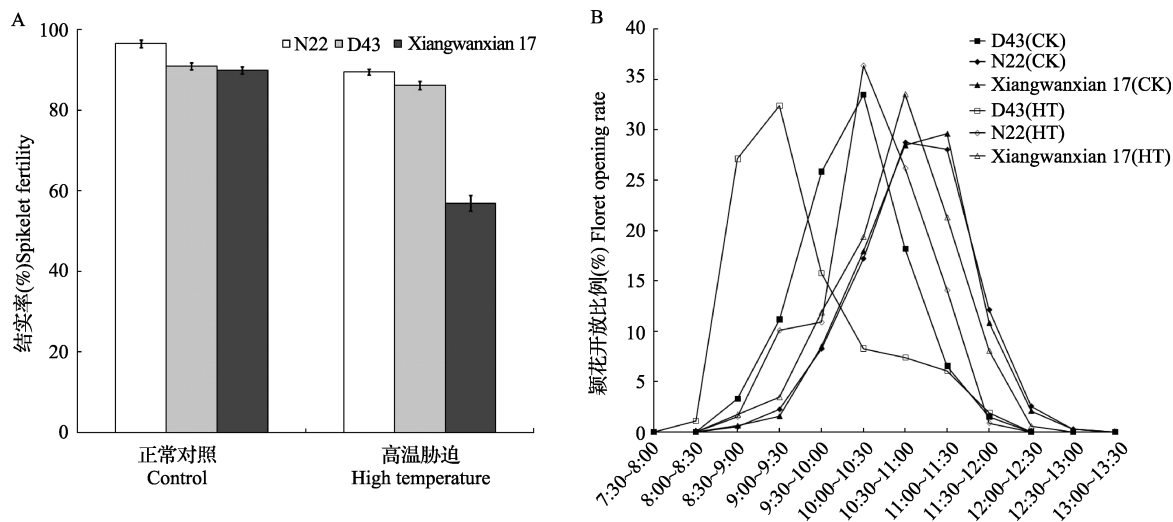 A
100
80
60
40
20
0
结实率(%)Spikelet fertility
N22 D43 Xiangwanxian 17
正常对照
Control
高温胁迫
High temperature
B
40
35
30
25
20
15
10
5
0
颖花开放比例(%) Floret opening rate
D43(CK)
N22(CK)
Xiangwanxian 17(CK)
D43(HT)
N22(HT)
Xiangwanxian 17(HT)
7:30~8:00
8:00~8:30
8:30~9:00
9:00~9:30
9:30~10:00
10:00~10:30
10:30~11:00
11:00~11:30
11:30~12:00
12:00~12:30
12:30~13:00
13:00~13:30